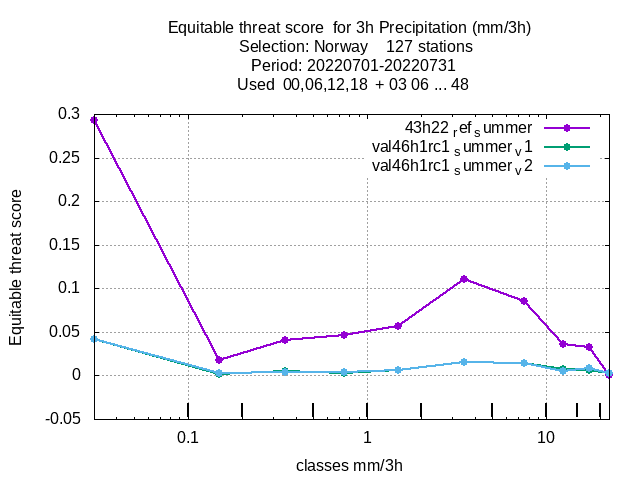 Equitable threat score  for 3h Precipitation (mm/3h)
Selection: Norway    127 stations
Period: 20220701-20220731
Used  00,06,12,18  + 03 06 ... 48
43h22_ref_summer
val46h1rc1_summer_v1
val46h1rc1_summer_v2
0.3
0.25
0.2
0.15
0.1
0.05
0
-0.05
Equitable threat score
0.1 1 10
classes mm/3h